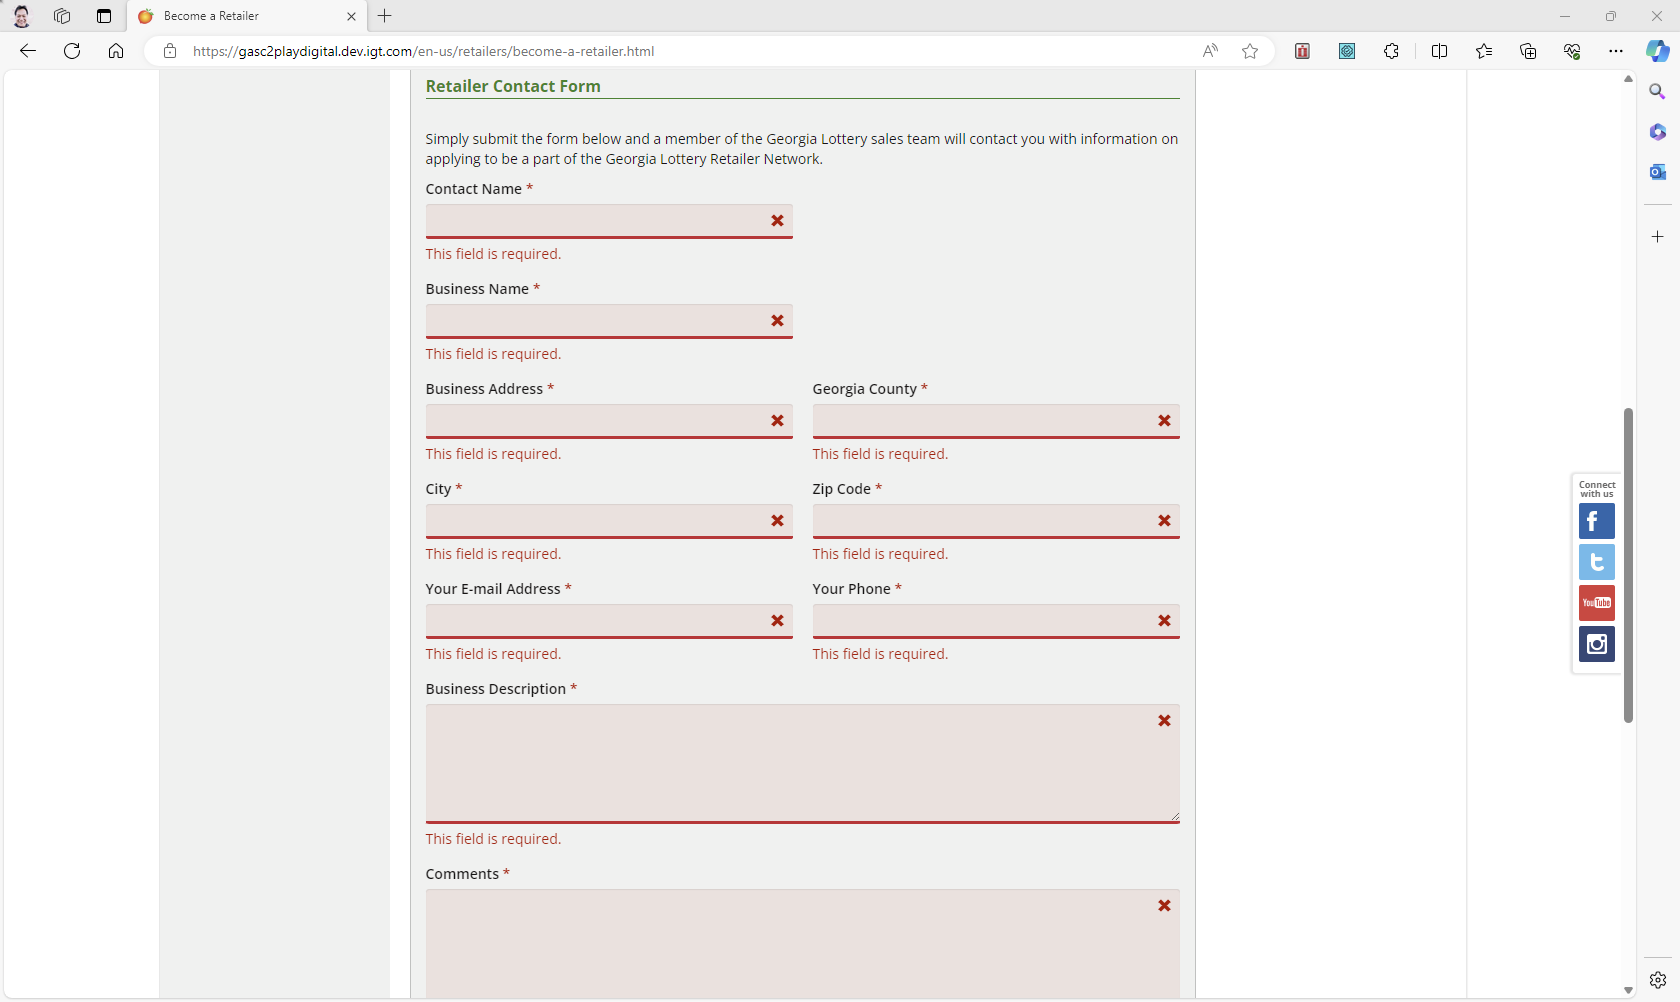 Become a Retailer
https://gasc2playdigital.dev.igt.com/en-us/retailers/become-a-retailer.html
Retailer Contact Form
Simply submit the form below and a member of the Georgia Lottery sales team will contact you with information on
applying to be a part of the Georgia Lottery Retailer Network.
Contact Name *
This field is required.
Business Name *
This field is required.
Business Address *
Georgia County *
This field is required.
This field is required.
City *
Zip Code *
This field is required.
This field is required.
Your E-mail Address *
Your Phone *
This field is required.
This field is required.
Business Description *
This field is required.
Comments *
Connect
with us
YouTube